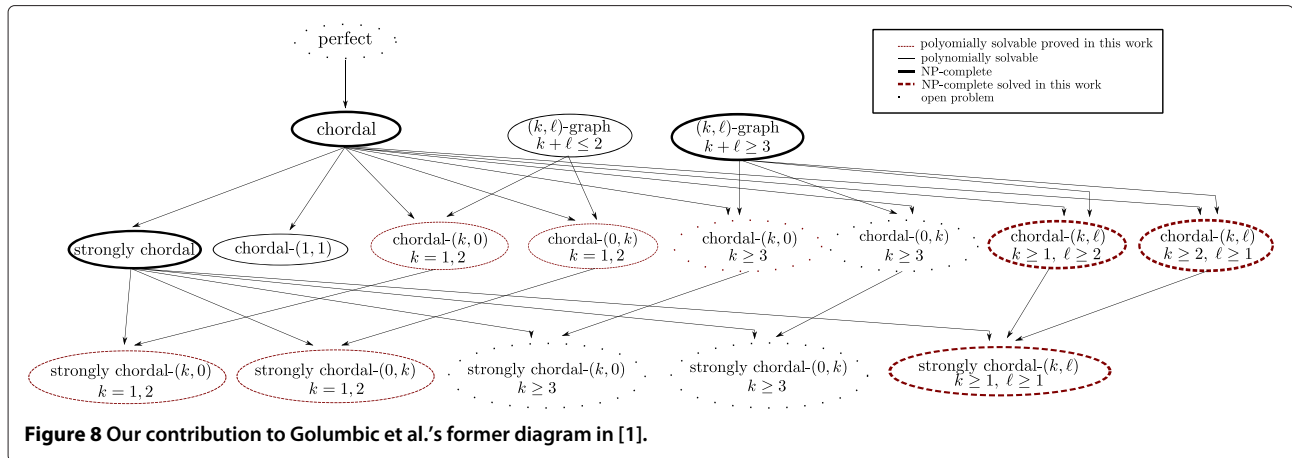 perfect
polyomially solvable proved in this work
polynomially solvable
NP-complete
NP-complete solved in this work
open problem
chordal
(k, ℓ)-graph
k + ℓ ≤ 2
(k, ℓ)-graph
k + ℓ ≥ 3
strongly chordal
chordal-(1, 1)
chordal-(k, 0)
k = 1, 2
chordal-(0, k)
k = 1, 2
chordal-(k, 0)
k ≥ 3
chordal-(0, k)
k ≥ 3
chordal-(k, ℓ)
k ≥ 1, ℓ ≥ 2
chordal-(k, ℓ)
k ≥ 2, ℓ ≥ 1
strongly chordal-(k, 0)
k = 1, 2
strongly chordal-(0, k)
k = 1, 2
strongly chordal-(k, 0)
k ≥ 3
strongly chordal-(0, k)
k ≥ 3
strongly chordal-(k, ℓ)
k ≥ 1, ℓ ≥ 1
Figure 8 Our contribution to Golumbic et al.'s former diagram in [1].